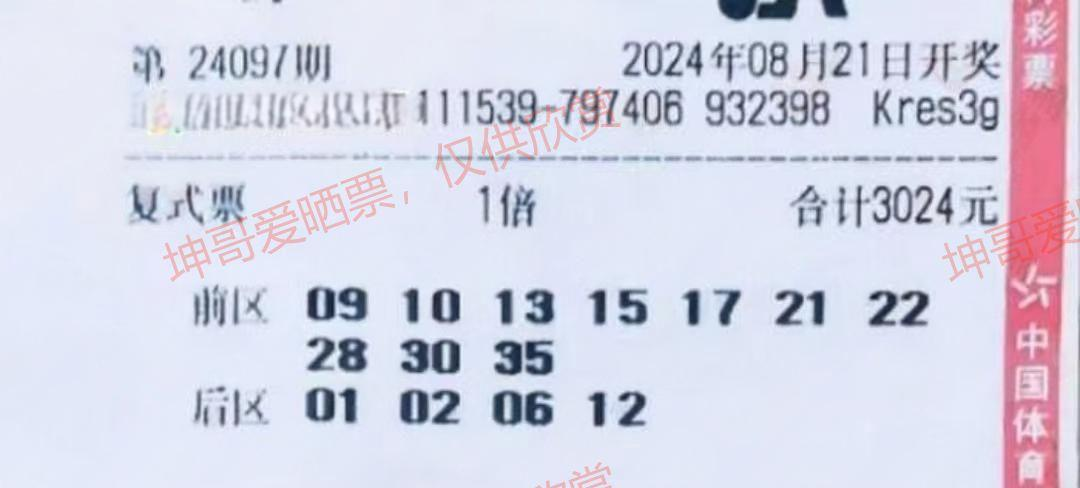 第 24097期
2024年08月21日开奖
111539-797406 932398 Kres3g
复式票 1倍 合计3024元
前区 09 10 13 15 17 21 22
28 30 35
后区 01 02 06 12
坤哥爱晒票，仅供欣赏
坤哥爱
彩票
中国体育